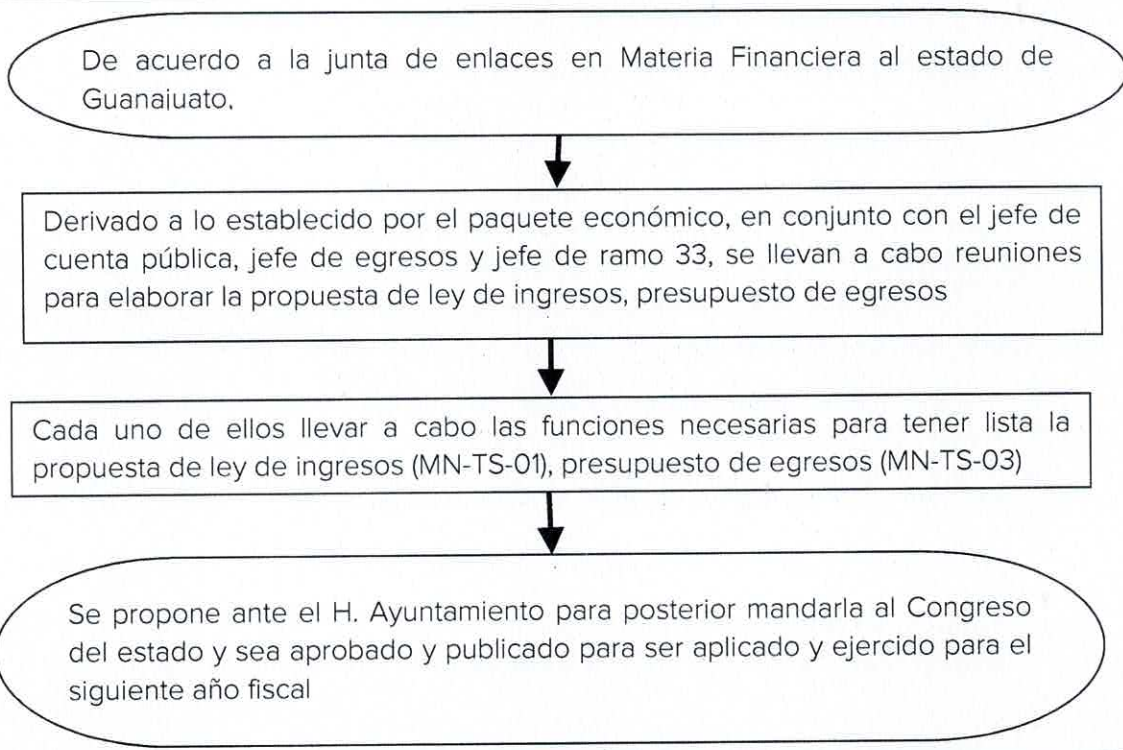 De acuerdo a la junta de enlaces en Materia Financiera al estado de
Guanajuato.
Derivado a lo establecido por el paquete económico, en conjunto con el jefe de
cuenta pública, jefe de egresos y jefe de ramo 33, se llevan a cabo reuniones
para elaborar la propuesta de ley de ingresos, presupuesto de egresos
Cada uno de ellos llevar a cabo las funciones necesarias para tener lista la
propuesta de ley de ingresos (MN-TS-01), presupuesto de egresos (MN-TS-03)
Se propone ante el H. Ayuntamiento para posterior mandarla al Congreso
del estado y sea aprobado y publicado para ser aplicado y ejercido para el
siguiente año fiscal